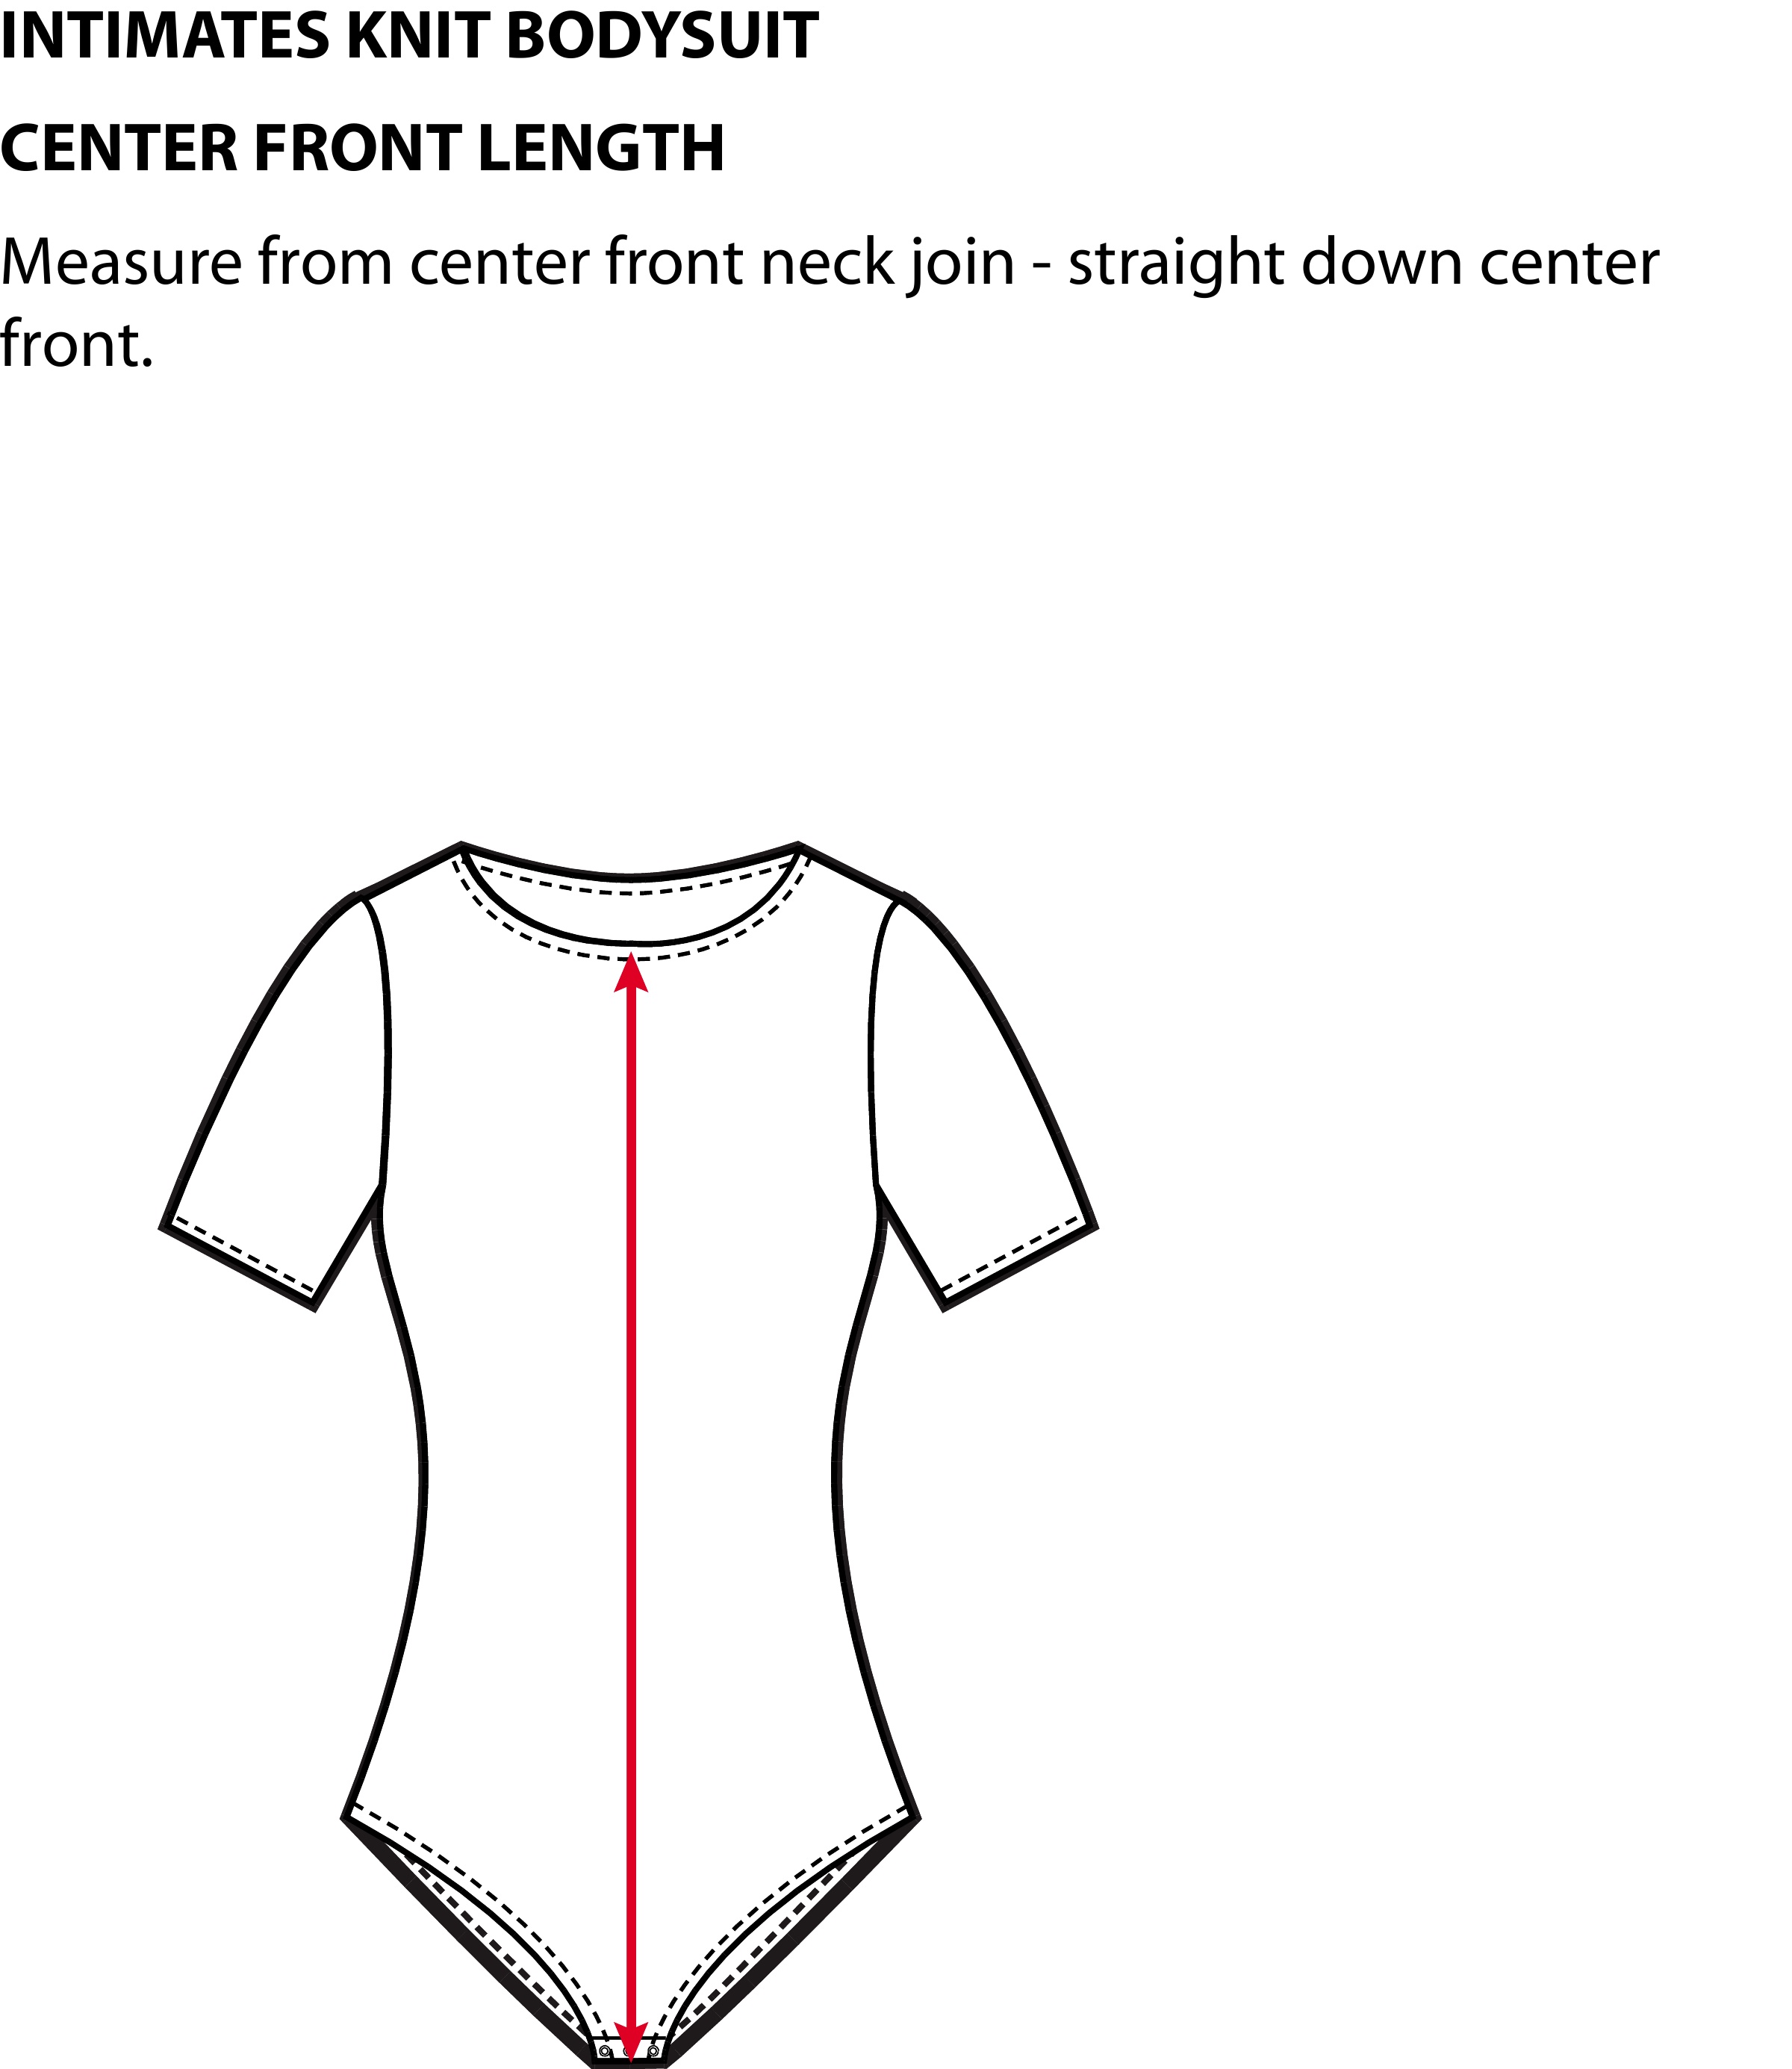 INTIMATES KNIT BODYSUIT
CENTER FRONT LENGTH
Measure from center front neck join - straight down center
front.